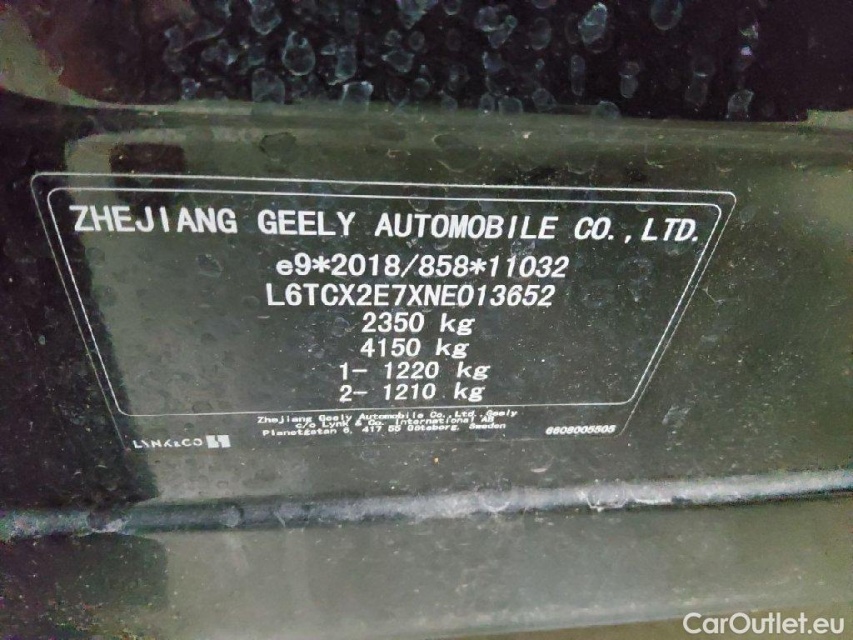 ZHEJIANG GEELY AUTOMOBILE CO.,LTD.
e9*2018/858*11032
L6TCX2E7XNE013652
2350 kg
4150 kg
1- 1220 kg
2- 1210 kg
Zhejiang Geely Automobile Co.,Ltd.,Geely
c/o Lynk & Co. International AB
Planetgatan 6, 417 55 Göteborg, Sweden
LYNK&CO
6608005505
CarOutlet.eu